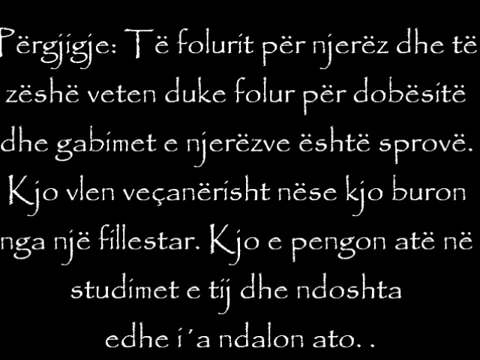 Përgjigje: Të folurit për njerëz dhe të
zëshë veten duke folur për dobësitë
dhe gabimet e njerëzve është sprovë.
Kjo vlen veçanërisht nëse kjo buron
nga një fillestar. Kjo e pengon atë në
studimet e tij dhe ndoshta
edhe i´a ndalon ato. .